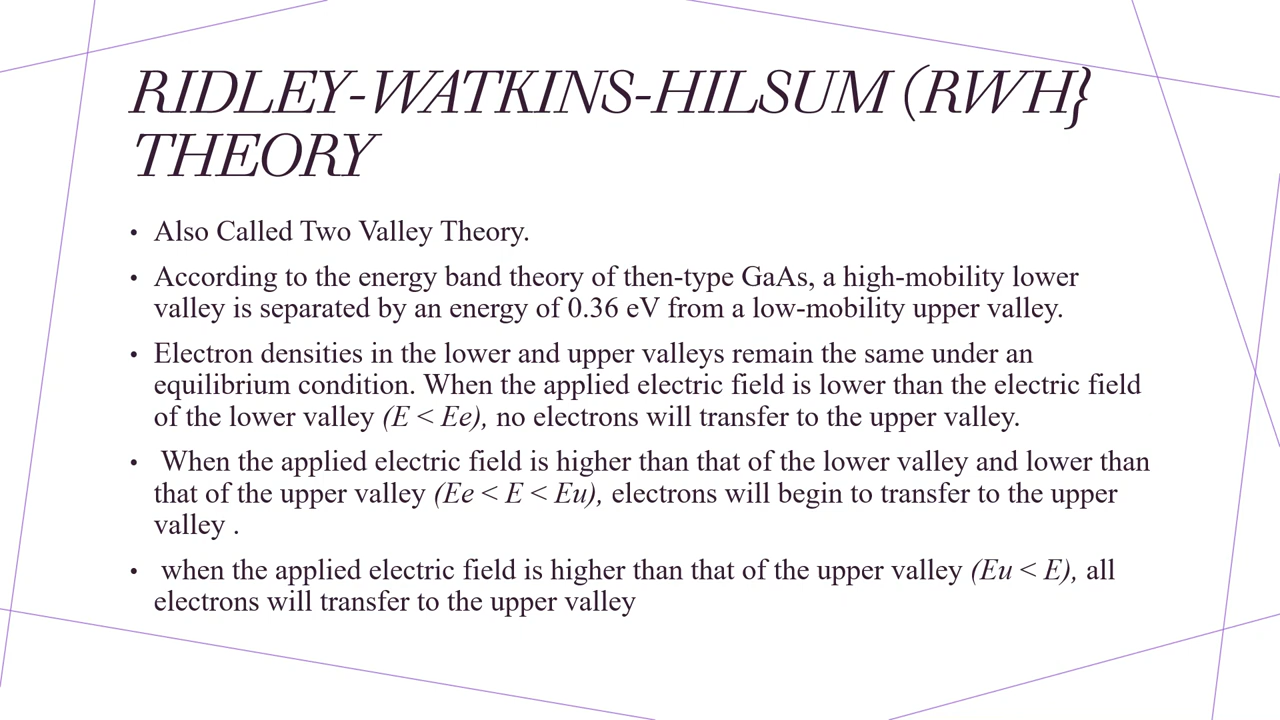 RIDLEY-WATKINS-HILSUM (RWH}
THEORY
• Also Called Two Valley Theory.
• According to the energy band theory of then-type GaAs, a high-mobility lower
valley is separated by an energy of 0.36 eV from a low-mobility upper valley.
• Electron densities in the lower and upper valleys remain the same under an
equilibrium condition. When the applied electric field is lower than the electric field
of the lower valley (E < Ee), no electrons will transfer to the upper valley.
• When the applied electric field is higher than that of the lower valley and lower than
that of the upper valley (Ee < E < Eu), electrons will begin to transfer to the upper
valley .
• when the applied electric field is higher than that of the upper valley (Eu < E), all
electrons will transfer to the upper valley